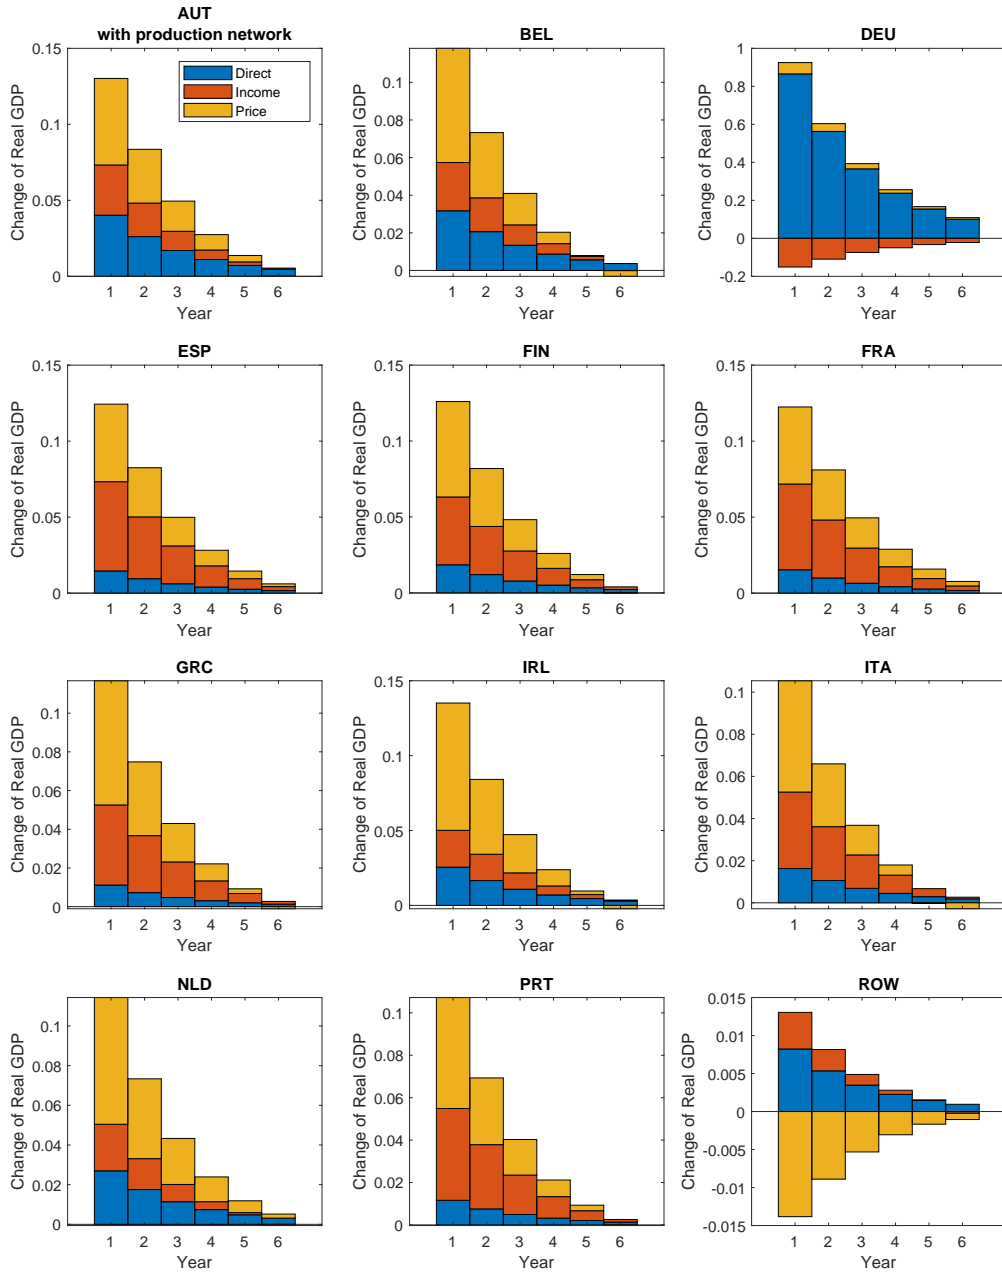 AUT
with production network
BEL
DEU
Change of Real GDP
0.15
0.1
0.05
0
Direct
Income
Price
1 2 3 4 5 6
Year
Change of Real GDP
0.1
0.08
0.06
0.04
0.02
0
1 2 3 4 5 6
Year
Change of Real GDP
1
0.8
0.6
0.4
0.2
0
-0.2
1 2 3 4 5 6
Year
ESP
FIN
FRA
Change of Real GDP
0.15
0.1
0.05
0
1 2 3 4 5 6
Year
Change of Real GDP
0.15
0.1
0.05
0
1 2 3 4 5 6
Year
Change of Real GDP
0.15
0.1
0.05
0
1 2 3 4 5 6
Year
GRC
IRL
ITA
Change of Real GDP
0.1
0.08
0.06
0.04
0.02
0
1 2 3 4 5 6
Year
Change of Real GDP
0.15
0.1
0.05
0
1 2 3 4 5 6
Year
Change of Real GDP
0.1
0.08
0.06
0.04
0.02
0
1 2 3 4 5 6
Year
NLD
PRT
ROW
Change of Real GDP
0.1
0.08
0.06
0.04
0.02
0
1 2 3 4 5 6
Year
Change of Real GDP
0.1
0.08
0.06
0.04
0.02
0
1 2 3 4 5 6
Year
Change of Real GDP
0.015
0.01
0.005
0
-0.005
-0.01
-0.015
1 2 3 4 5 6
Year